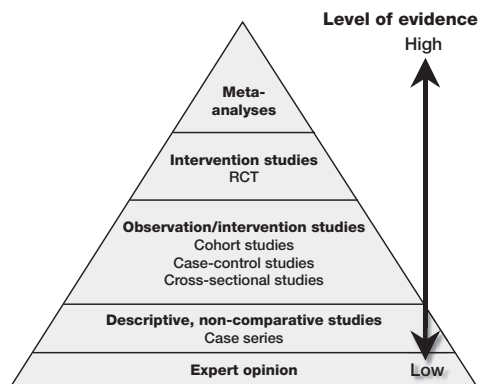 Level of evidence
High
Meta-
analyses
Intervention studies
RCT
Observation/intervention studies
Cohort studies
Case-control studies
Cross-sectional studies
Descriptive, non-comparative studies
Case series
Expert opinion
Low